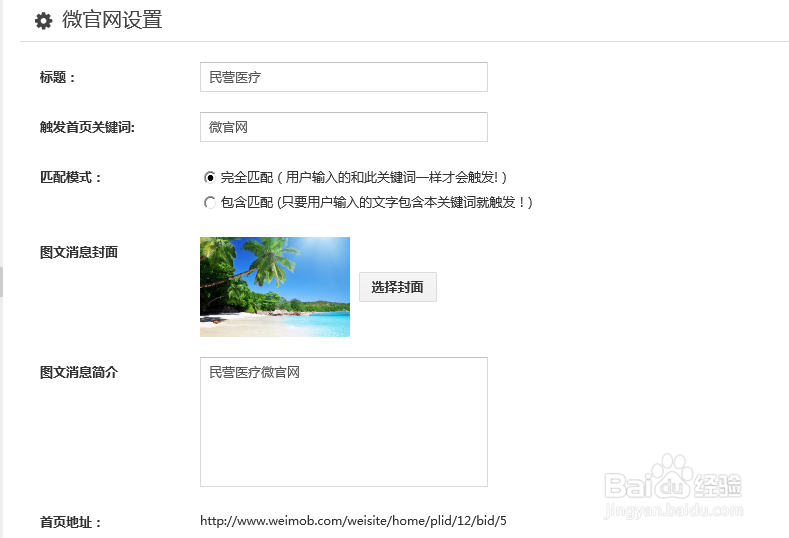 微官网设置
标题：
民营医疗
触发首页关键词:
微官网
匹配模式：
完全匹配（用户输入的和此关键词一样才会触发!）
包含匹配 (只要用户输入的文字包含本关键词就触发！)
图文消息封面
选择封面
图文消息简介
民营医疗微官网
首页地址：
http://www.weimob.com/weisite/home/plid/12/bid/5
Baidu 经验
jingyan.baidu.com